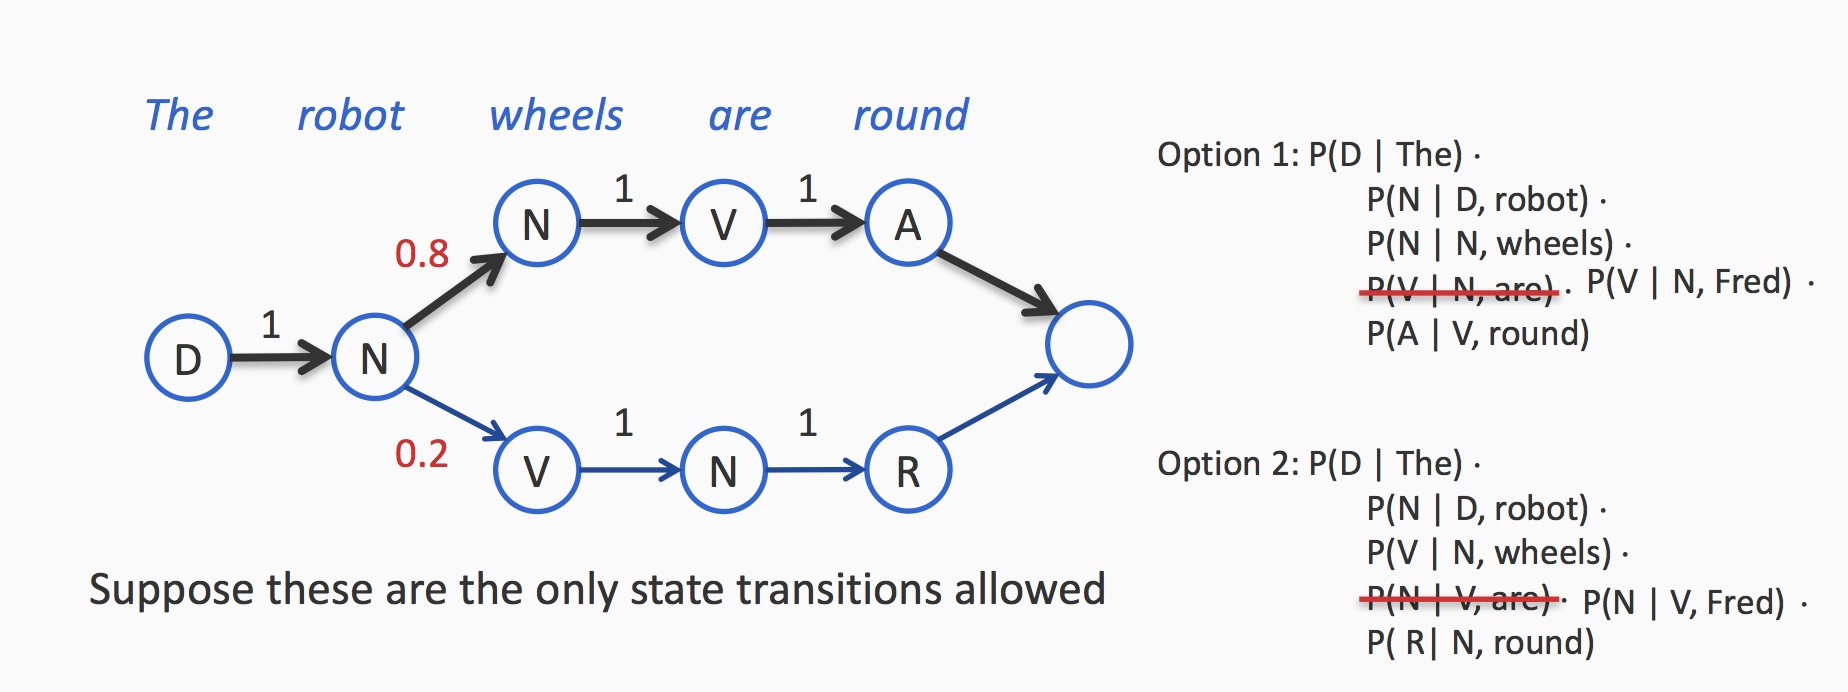 The robot wheels are round
1 1
N V A
0.8
1
D N
0.2
1 1
V N R
Suppose these are the only state transitions allowed
Option 1: P(D | The) ·
P(N | D, robot) ·
P(N | N, wheels) ·
P(V | N, are) · P(V | N, Fred) ·
P(A | V, round)
Option 2: P(D | The) ·
P(N | D, robot) ·
P(V | N, wheels) ·
P(N | V, are) · P(N | V, Fred) ·
P( R| N, round)